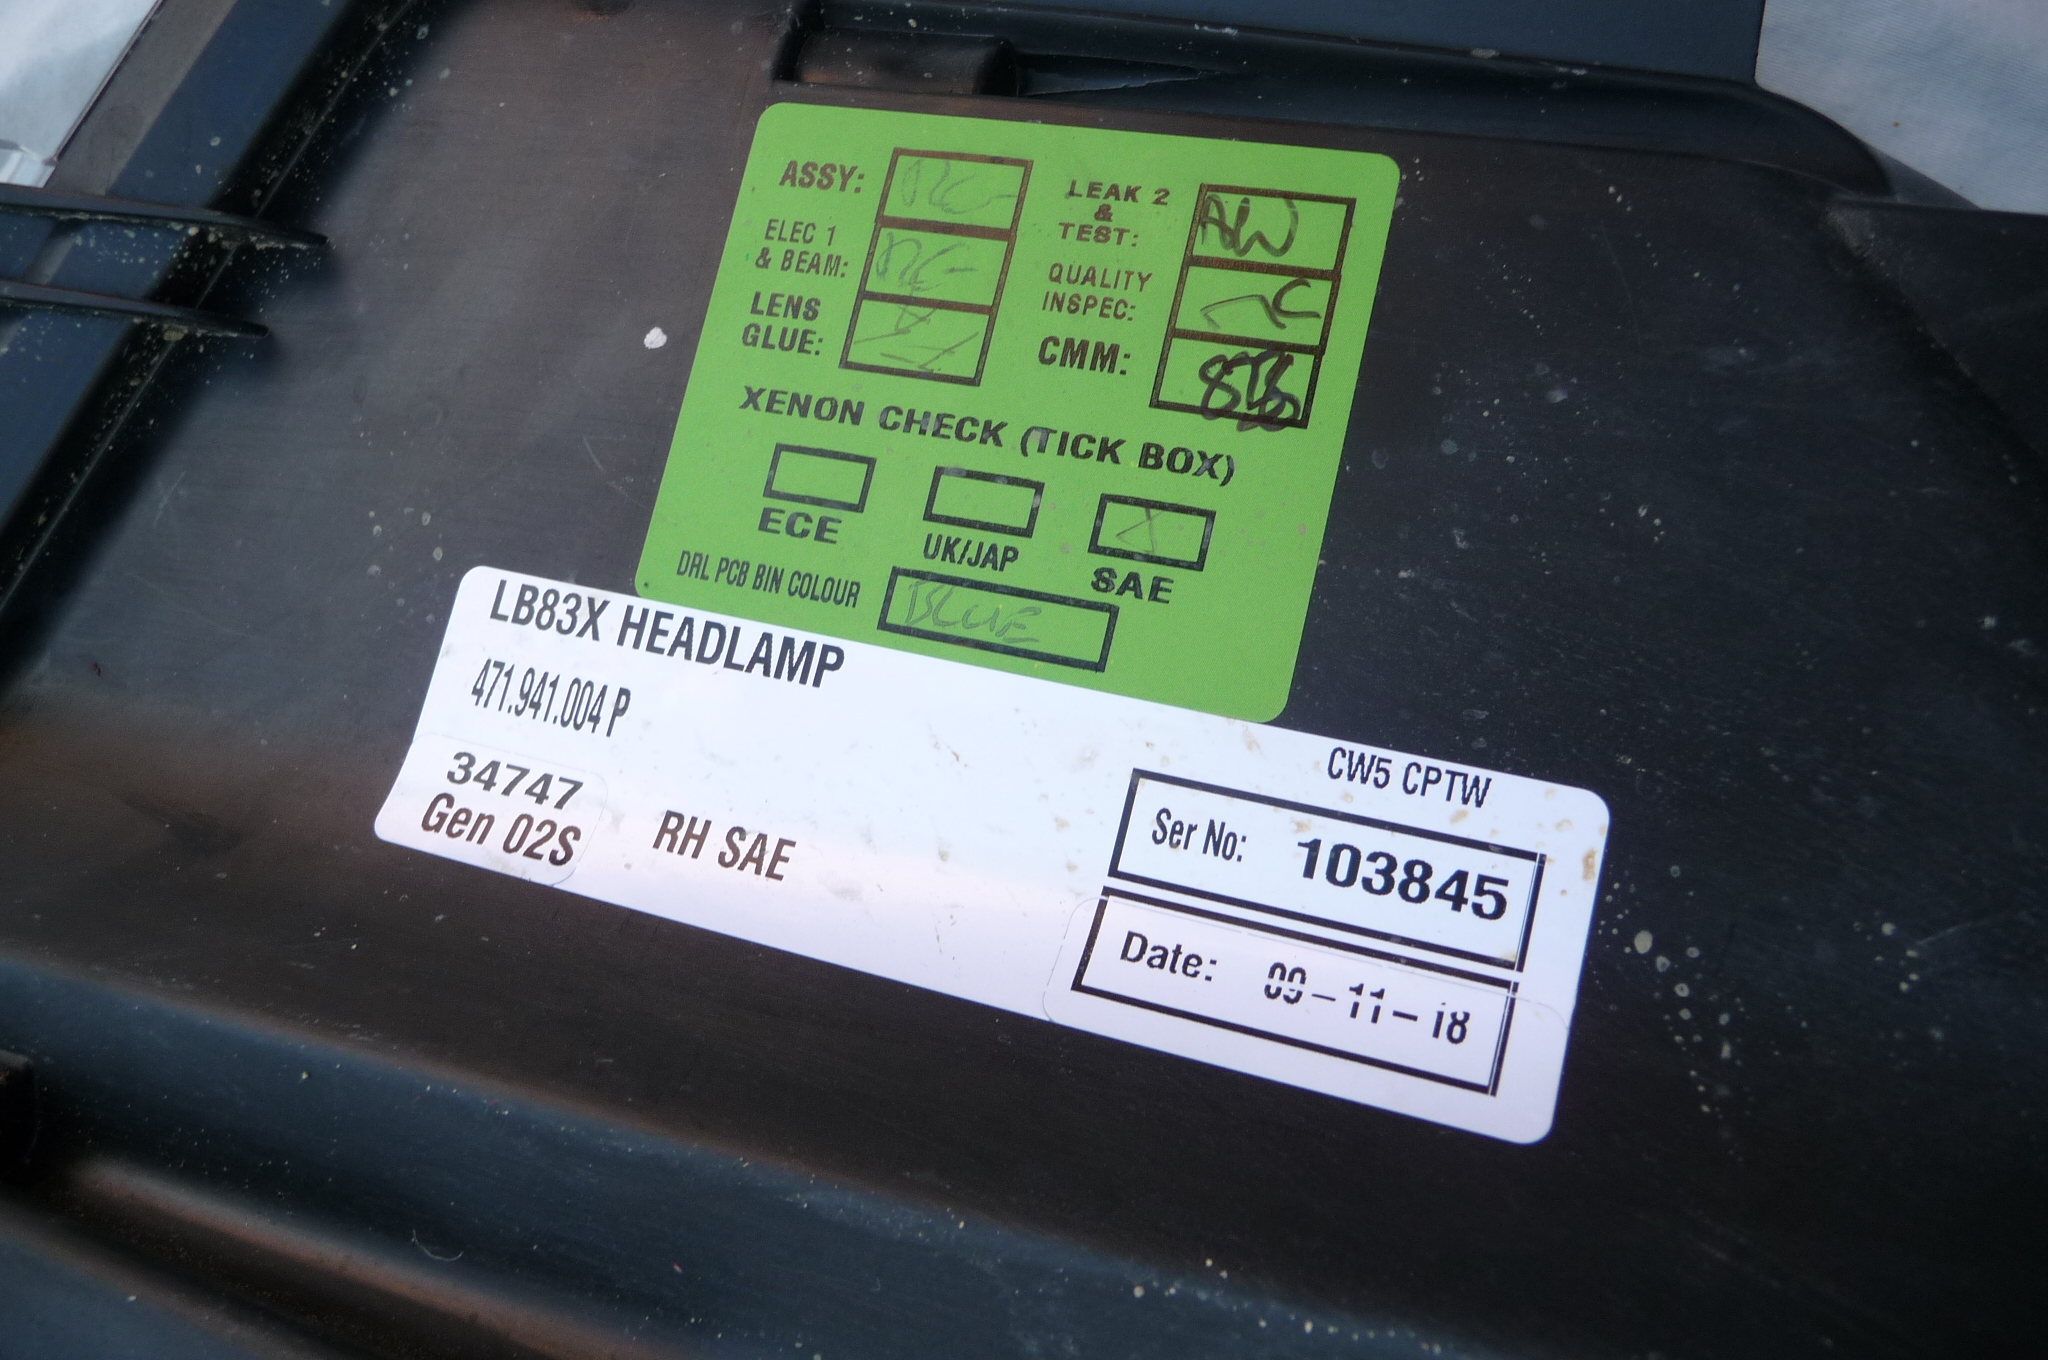 ASSY:
ELEC 1
& BEAM:
LENS
GLUE:
LEAK 2
&
TEST:
AW
QUALITY
INSPEC:
CMM:
XENON CHECK (TICK BOX)
ECE
UK/JAP
X
SAE
DRL PCB BIN COLOUR BLUE
LB83X HEADLAMP
471.941.004 P
34747
Gen 02S
RH SAE
CW5 CPTW
Ser No: 103845
Date: 09-11-18